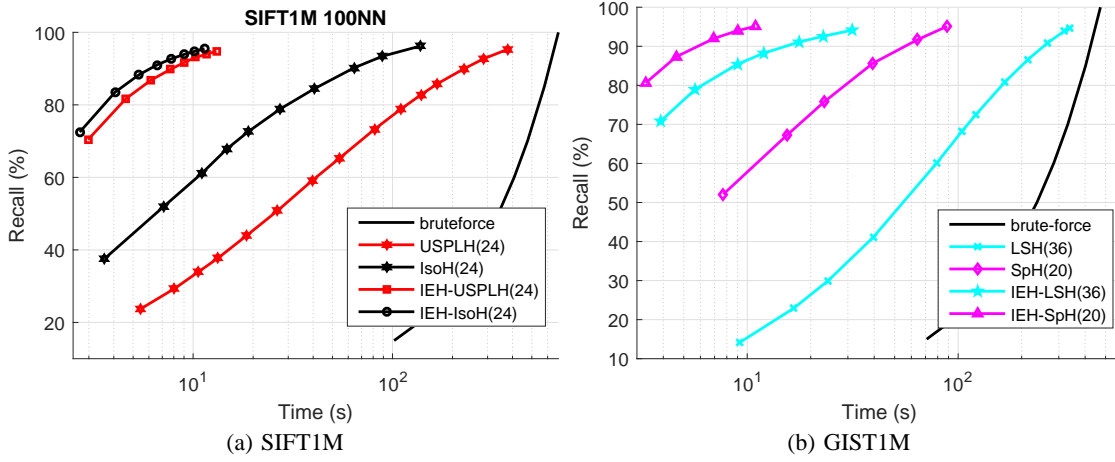 SIFT1M 100NN
100
80
60
40
20
Recall (%)
10^1
10^2
Time (s)
bruteforce
USPLH(24)
IsoH(24)
IEH-USPLH(24)
IEH-IsoH(24)
(a) SIFT1M
100
90
80
70
60
50
40
30
20
10
Recall (%)
10^1
10^2
Time (s)
brute-force
LSH(36)
SpH(20)
IEH-LSH(36)
IEH-SpH(20)
(b) GIST1M